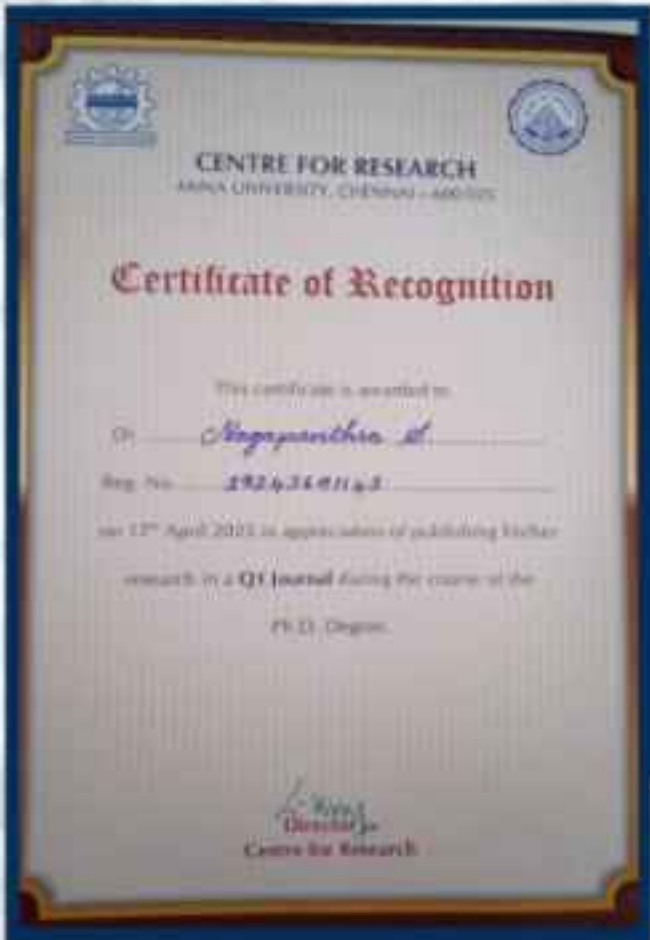 CENTRE FOR RESEARCH
ANNA UNIVERSITY, CHENNAI - 600 025
Certificate of Recognition
This certificate is awarded to
Dr. S.
Reg. No.
on April in appreciation of publishing his/her
research in a Q1 Journal during the course of the
Ph.D. Degree.
Director
Centre for Research